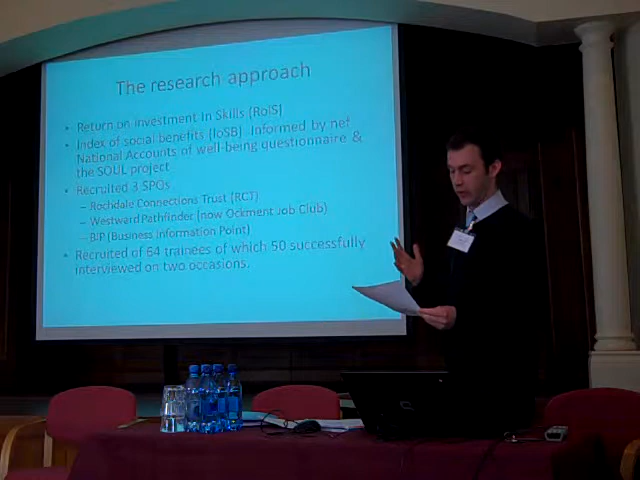 The research approach
• Return on investment In Skills (RoIS)
• Index of social benefits (IoSB) Informed by nef
National Accounts of well-being questionnaire &
the SOUL project
• Recruited 3 SPOs
– Rochdale Connections Trust (RCT)
– Westward Pathfinder (now Ockment Job Club)
– BIP (Business Information Point)
• Recruited of 64 trainees of which 50 successfully
interviewed on two occasions.